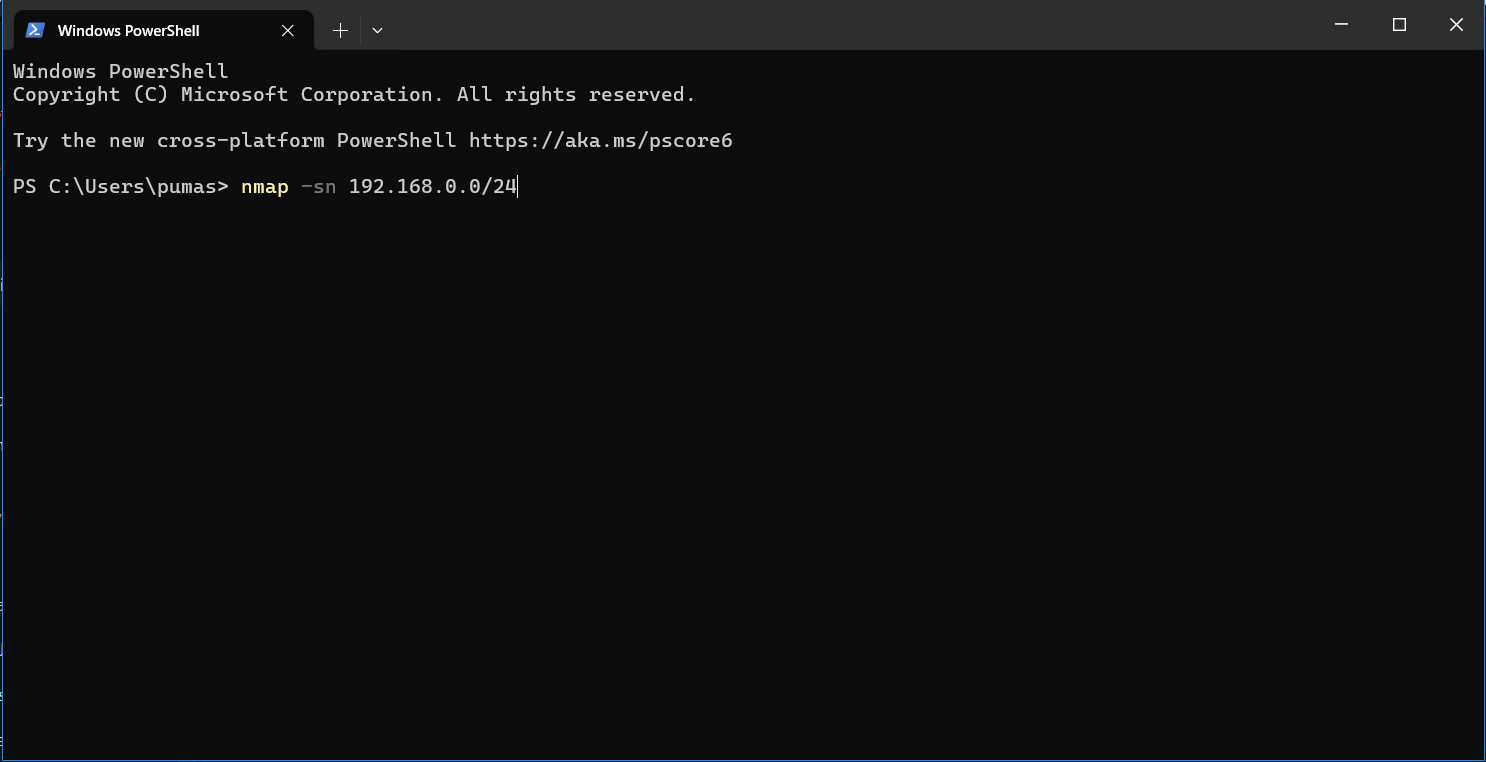 Windows PowerShell
Windows PowerShell
Copyright (C) Microsoft Corporation. All rights reserved.
Try the new cross-platform PowerShell https://aka.ms/pscore6
PS C:\Users\pumas> nmap -sn 192.168.0.0/24